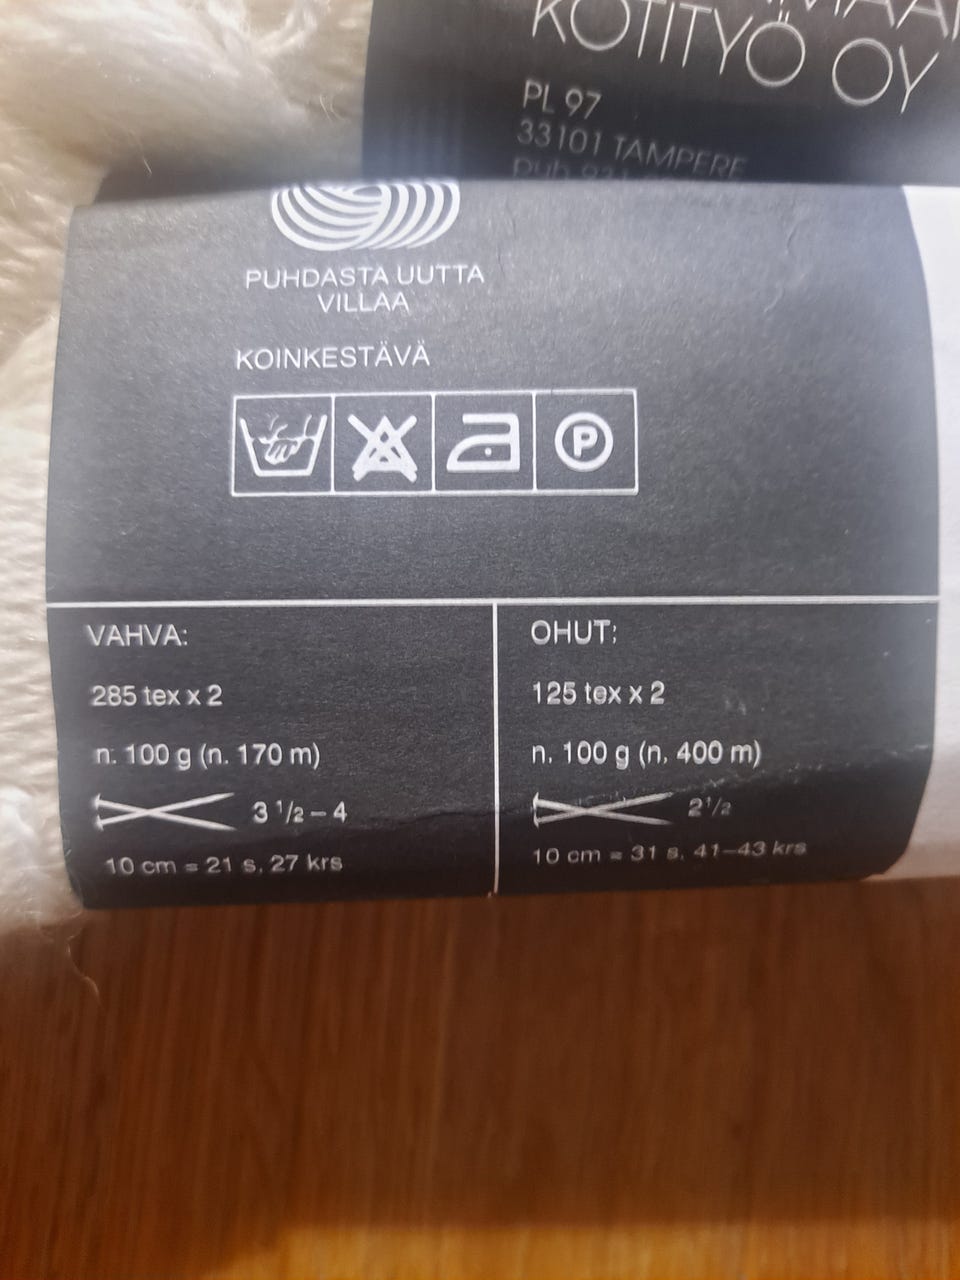 KOTITYÖ OY
PL 97
33101 TAMPERE
PUHDASTA UUTTA
VILLAA
KOINKESTÄVÄ
P
VAHVA:
285 tex x 2
n. 100 g (n. 170 m)
3 1/2 – 4
10 cm = 21 s, 27 krs
OHUT:
125 tex x 2
n. 100 g (n. 400 m)
2 1/2
10 cm = 31 s, 41–43 krs